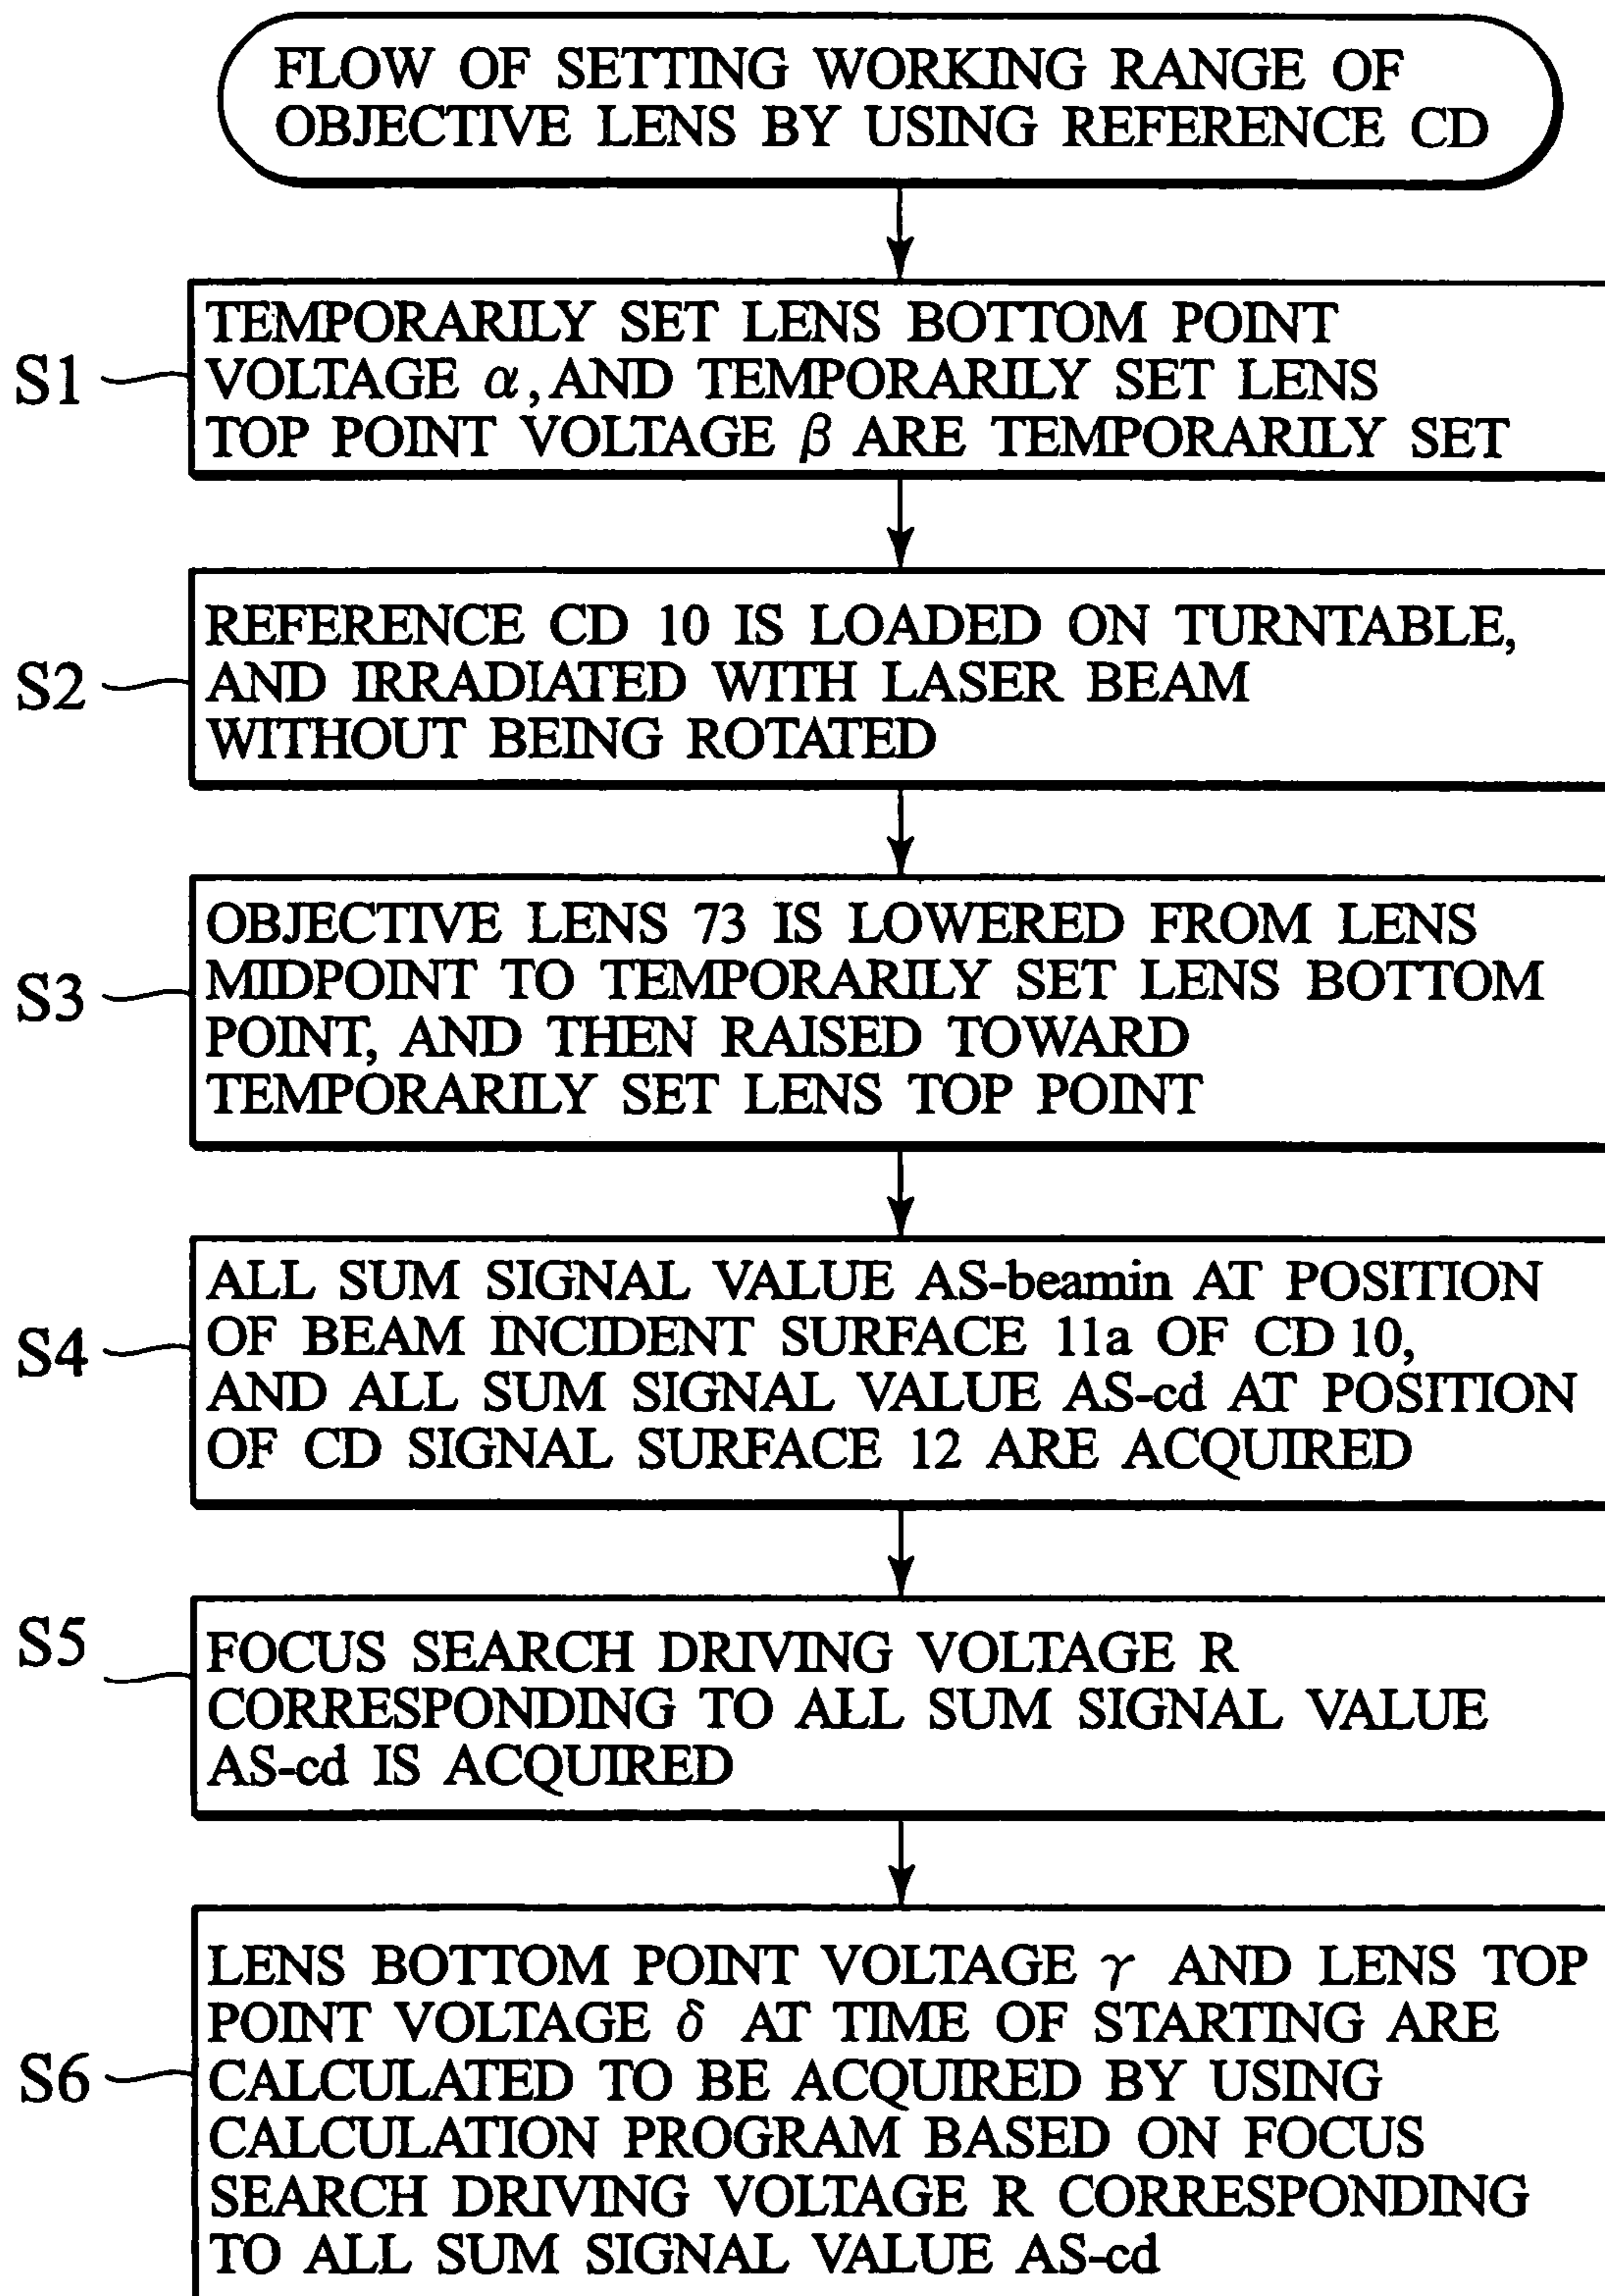 FLOW OF SETTING WORKING RANGE OF
OBJECTIVE LENS BY USING REFERENCE CD
S1
TEMPORARILY SET LENS BOTTOM POINT
VOLTAGE α, AND TEMPORARILY SET LENS
TOP POINT VOLTAGE β ARE TEMPORARILY SET
S2
REFERENCE CD 10 IS LOADED ON TURNTABLE,
AND IRRADIATED WITH LASER BEAM
WITHOUT BEING ROTATED
S3
OBJECTIVE LENS 73 IS LOWERED FROM LENS
MIDPOINT TO TEMPORARILY SET LENS BOTTOM
POINT, AND THEN RAISED TOWARD
TEMPORARILY SET LENS TOP POINT
S4
ALL SUM SIGNAL VALUE AS-beamin AT POSITION
OF BEAM INCIDENT SURFACE 11a OF CD 10,
AND ALL SUM SIGNAL VALUE AS-cd AT POSITION
OF CD SIGNAL SURFACE 12 ARE ACQUIRED
S5
FOCUS SEARCH DRIVING VOLTAGE R
CORRESPONDING TO ALL SUM SIGNAL VALUE
AS-cd IS ACQUIRED
S6
LENS BOTTOM POINT VOLTAGE γ AND LENS TOP
POINT VOLTAGE δ AT TIME OF STARTING ARE
CALCULATED TO BE ACQUIRED BY USING
CALCULATION PROGRAM BASED ON FOCUS
SEARCH DRIVING VOLTAGE R CORRESPONDING
TO ALL SUM SIGNAL VALUE AS-cd